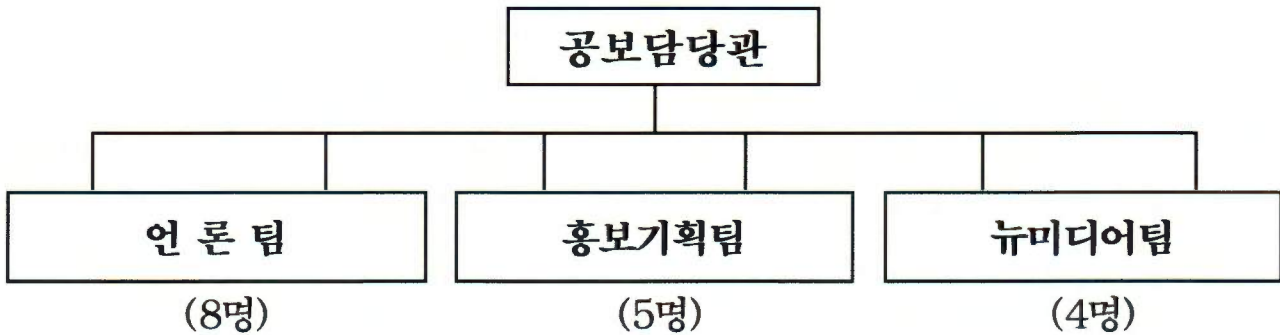 공보담당관
언 론 팀
홍보기획팀
뉴미디어팀
(8명)
(5명)
(4명)